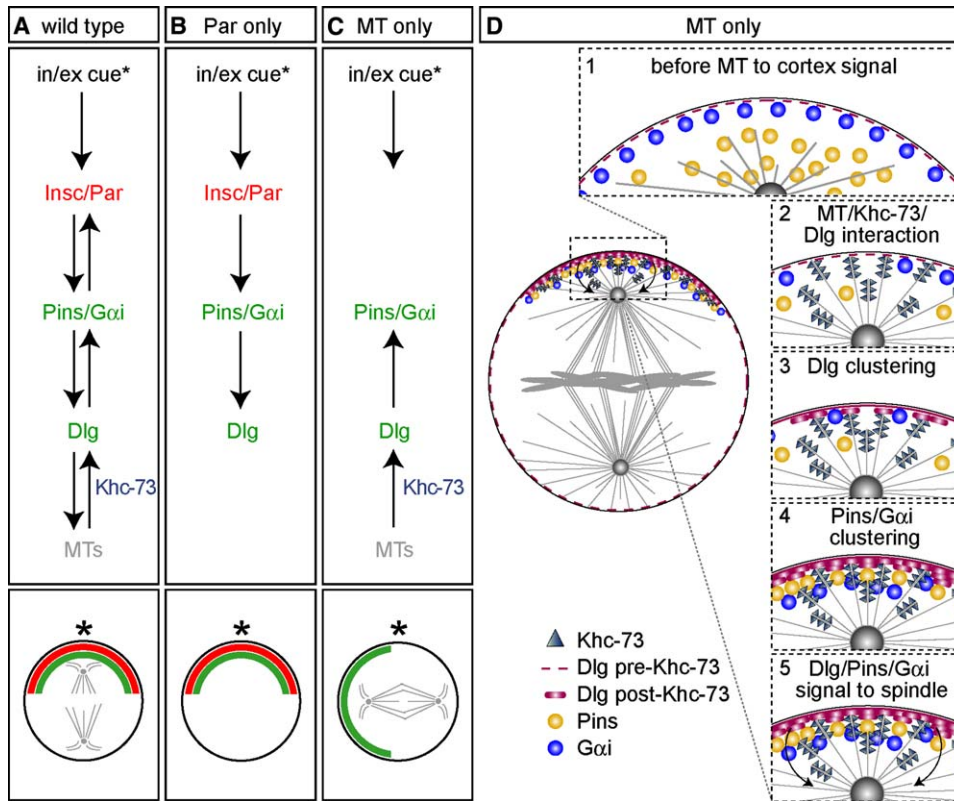 A wild type
B Par only
C MT only
D MT only
in/ex cue*
Insc/Par
Pins/Gαi
Dlg
Khc-73
MTs
*
in/ex cue*
Insc/Par
Pins/Gαi
Dlg
*
in/ex cue*
Pins/Gαi
Dlg
Khc-73
MTs
*
1 before MT to cortex signal
2 MT/Khc-73/
Dlg interaction
3 Dlg clustering
4 Pins/Gαi
clustering
5 Dlg/Pins/Gαi
signal to spindle
Khc-73
Dlg pre-Khc-73
Dlg post-Khc-73
Pins
Gαi